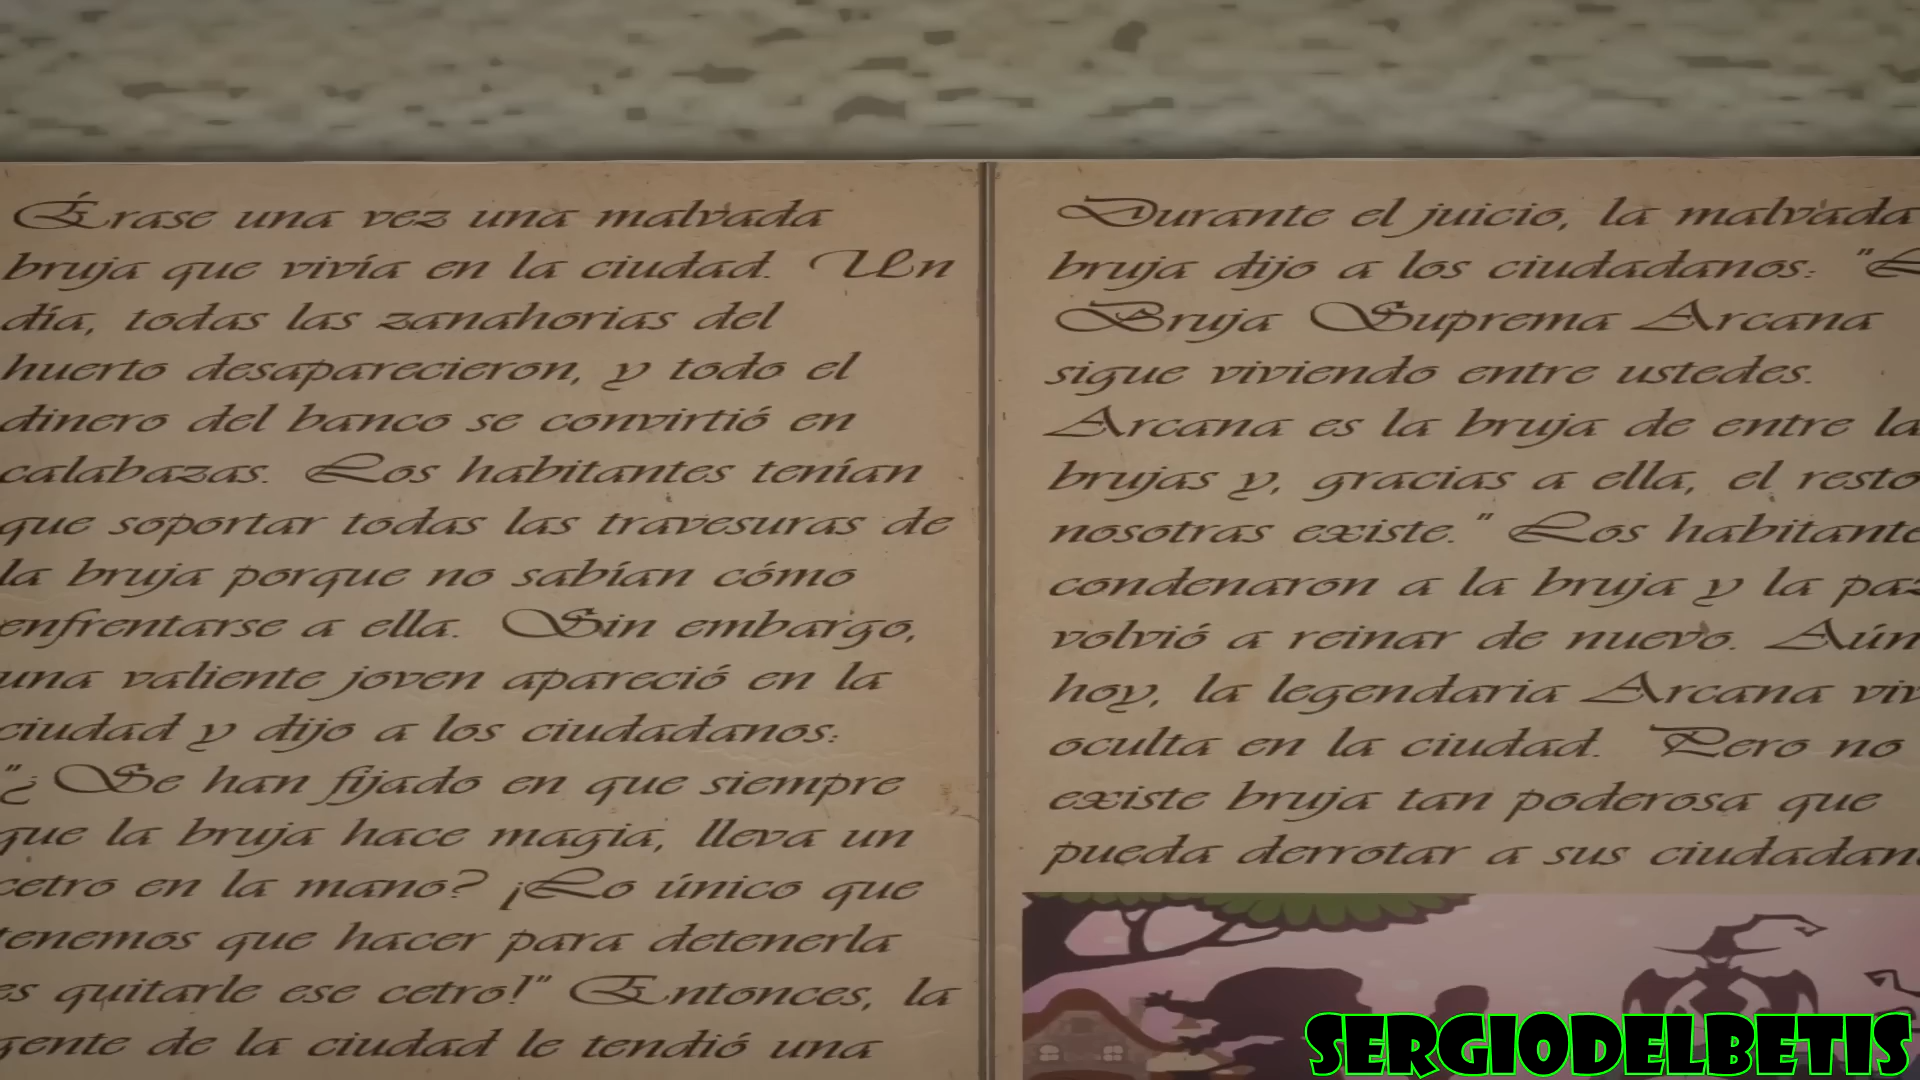 Érase una vez una malvada
bruja que vivía en la ciudad. Un
día, todas las zanahorias del
huerto desaparecieron, y todo el
dinero del banco se convirtió en
calabazas. Los habitantes tenían
que soportar todas las travesuras de
la bruja porque no sabían cómo
enfrentarse a ella. Sin embargo,
una valiente joven apareció en la
ciudad y dijo a los ciudadanos:
"¿Se han fijado en que siempre
que la bruja hace magia, lleva un
cetro en la mano? ¡Lo único que
tenemos que hacer para detenerla
es quitarle ese cetro!" Entonces, la
gente de la ciudad le tendió una
Durante el juicio, la malvada
bruja dijo a los ciudadanos:
Bruja Suprema Arcana
sigue viviendo entre ustedes.
Arcana es la bruja de entre la
brujas y, gracias a ella, el resto
nosotras existe." Los habitante
condenaron a la bruja y la paz
volvió a reinar de nuevo. Aún
hoy, la legendaria Arcana viv
oculta en la ciudad. Pero no
existe bruja tan poderosa que
pueda derrotar a sus ciudadan
SERGIODELBETIS